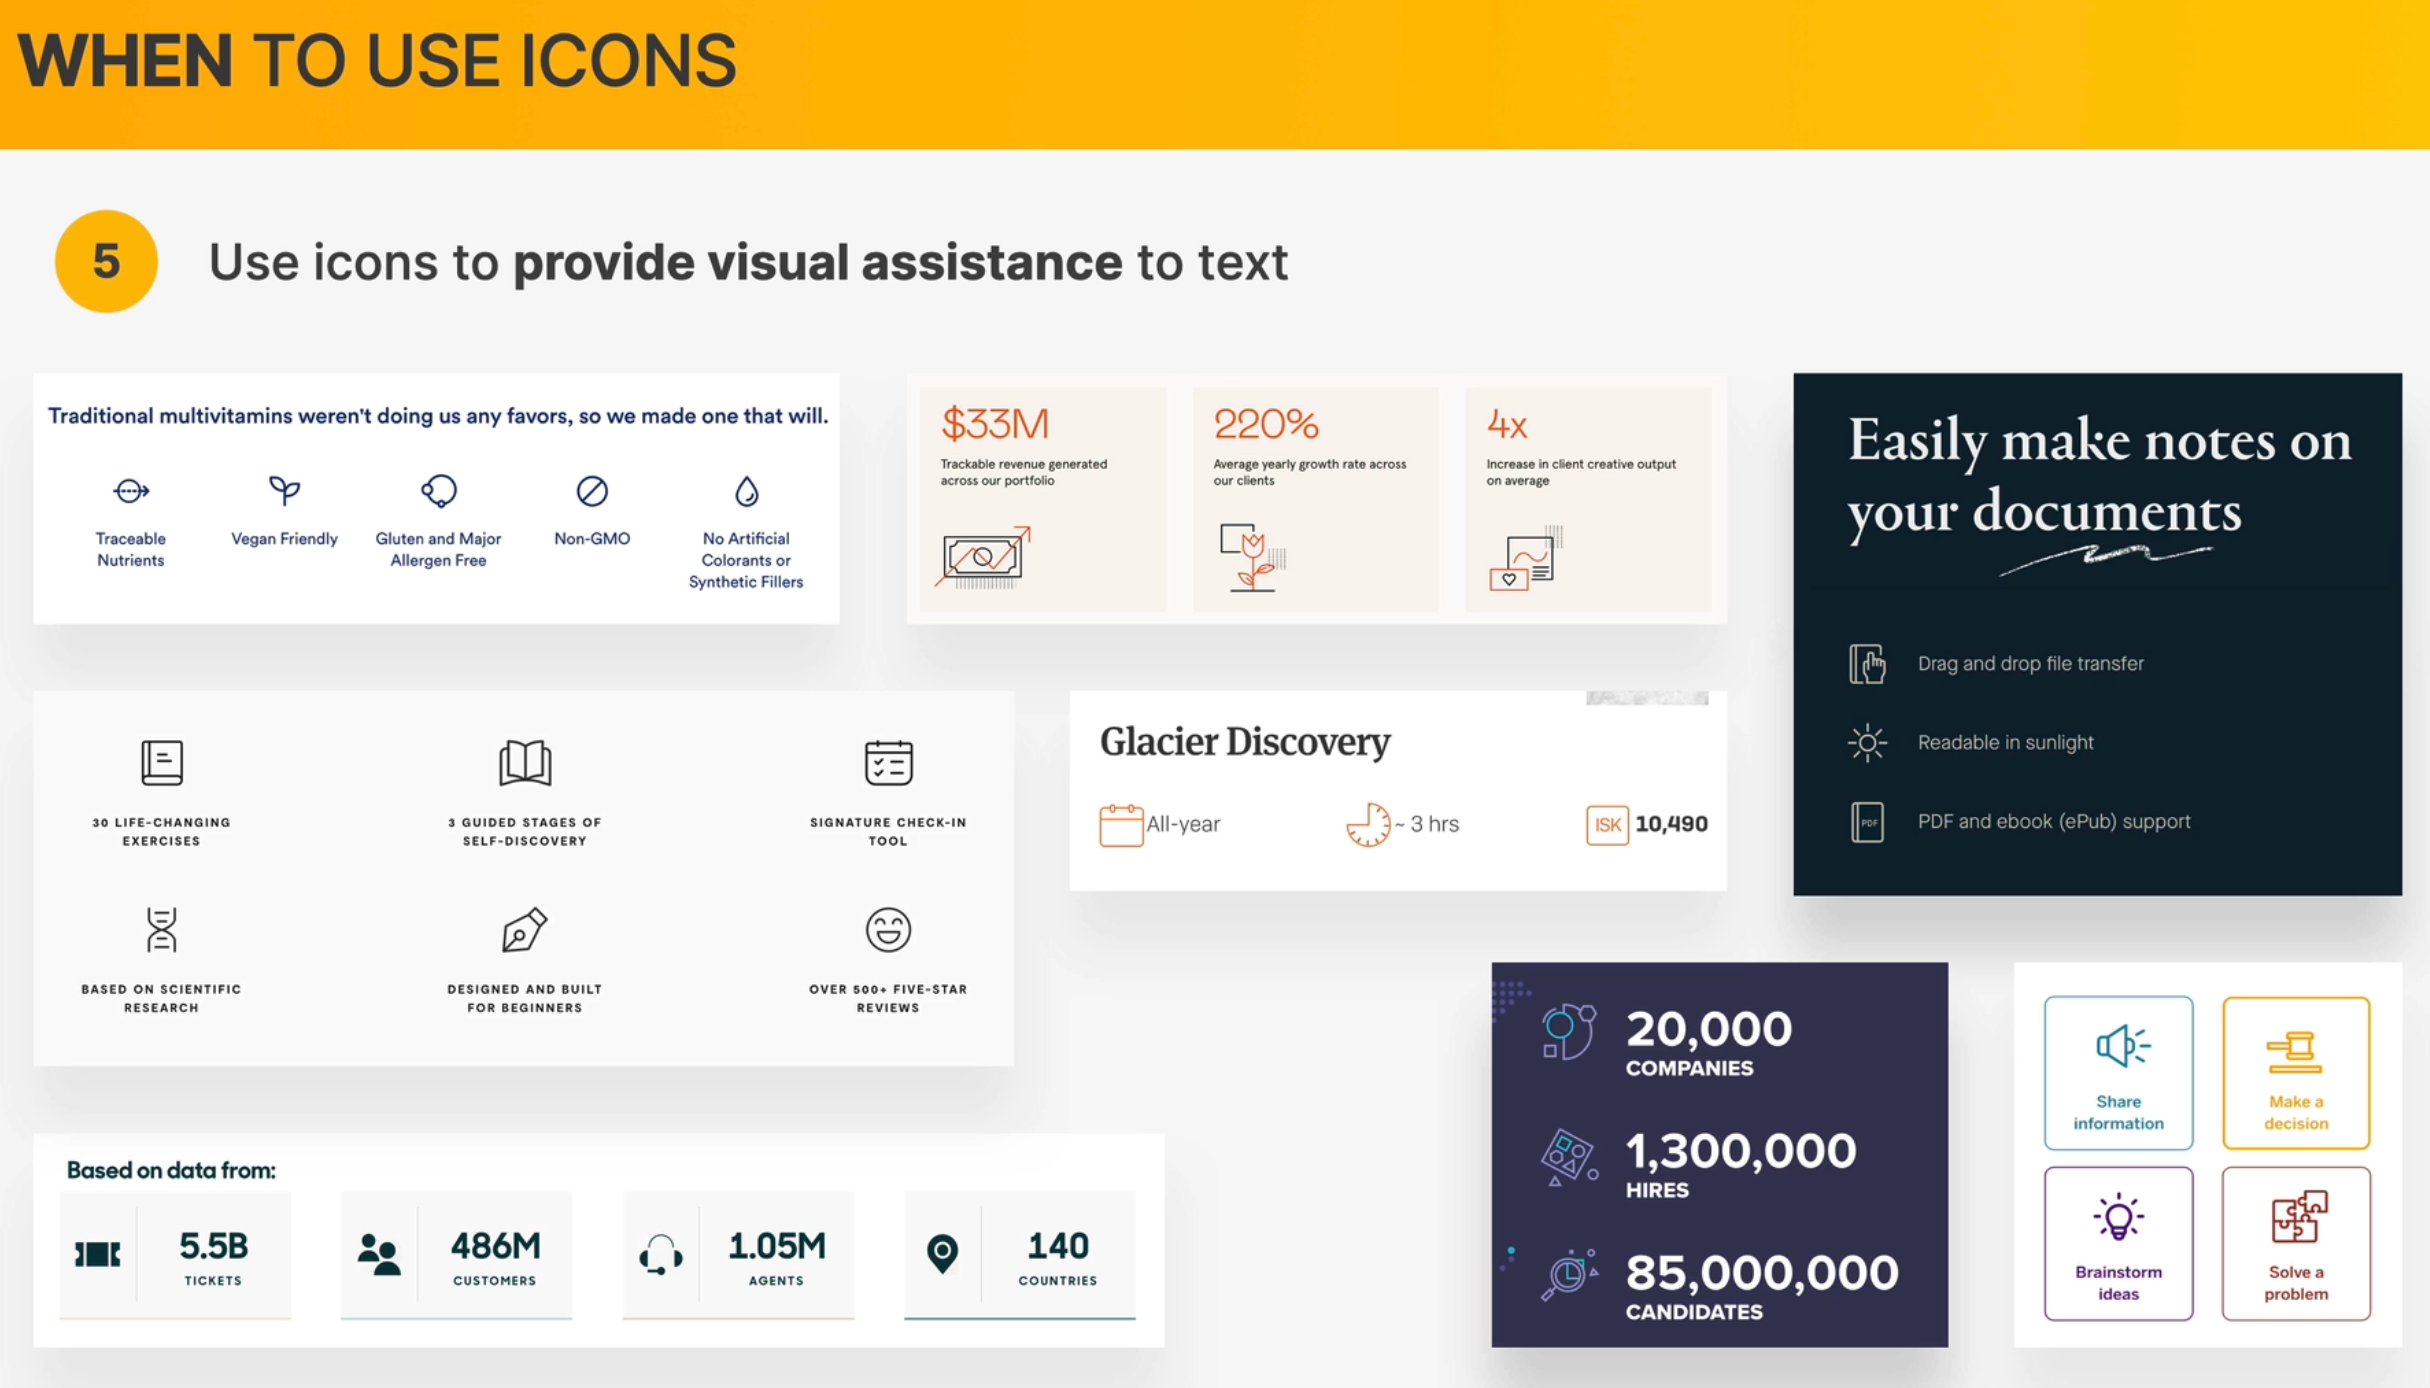 WHEN TO USE ICONS
5
Use icons to provide visual assistance to text
Traditional multivitamins weren't doing us any favors, so we made one that will.
Traceable
Nutrients
Vegan Friendly
Gluten and Major
Allergen Free
Non-GMO
No Artificial
Colorants or
Synthetic Fillers
$33M
Trackable revenue generated
across our portfolio
220%
Average yearly growth rate across
our clients
4x
Increase in client creative output
on average
Easily make notes on
your documents
Drag and drop file transfer
Readable in sunlight
PDF
PDF and ebook (ePub) support
30 LIFE-CHANGING
EXERCISES
3 GUIDED STAGES OF
SELF-DISCOVERY
SIGNATURE CHECK-IN
TOOL
BASED ON SCIENTIFIC
RESEARCH
DESIGNED AND BUILT
FOR BEGINNERS
OVER 500+ FIVE-STAR
REVIEWS
Glacier Discovery
All-year
~ 3 hrs
ISK 10,490
Based on data from:
5.5B
TICKETS
486M
CUSTOMERS
1.05M
AGENTS
140
COUNTRIES
20,000
COMPANIES
1,300,000
HIRES
85,000,000
CANDIDATES
Share
information
Make a
decision
Brainstorm
ideas
Solve a
problem